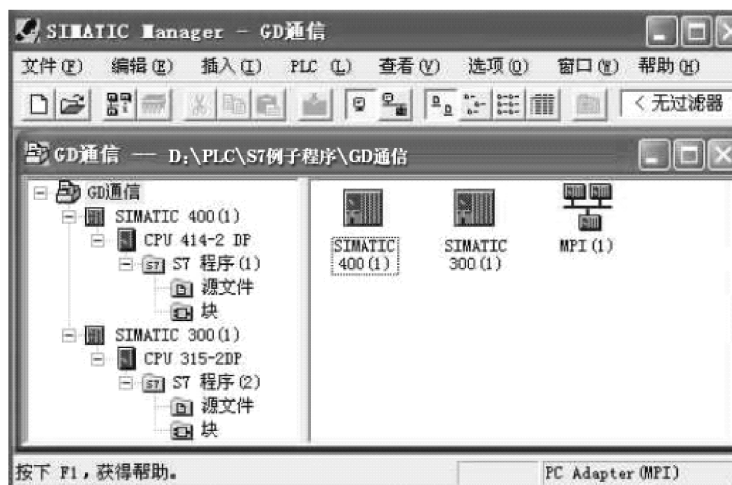 SIMATIC Manager - GD通信
文件(F) 编辑(E) 插入(I) PLC (L) 查看(V) 选项(O) 窗口(W) 帮助(H)
< 无过滤器
GD通信 —— D:\PLC\S7例子程序\GD通信
GD通信
SIMATIC 400(1)
CPU 414-2 DP
S7 程序(1)
源文件
块
SIMATIC 300(1)
CPU 315-2DP
S7 程序(2)
源文件
块
SIMATIC 400(1)
SIMATIC 300(1)
MPI(1)
按下 F1,获得帮助。
PC Adapter(MPI)